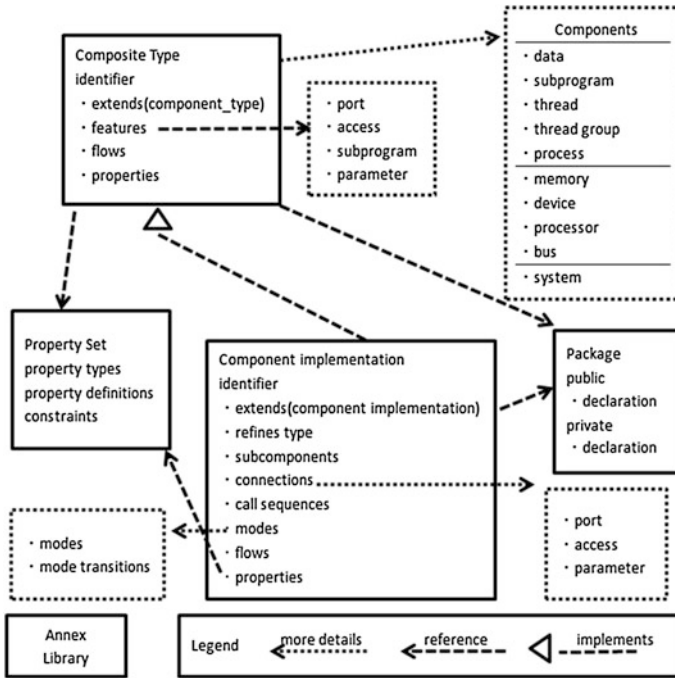 Composite Type
identifier
· extends(component_type)
· features
· flows
· properties
· port
· access
· subprogram
· parameter
Components
· data
· subprogram
· thread
· thread group
· process
· memory
· device
· processor
· bus
· system
Property Set
property types
property definitions
constraints
Component implementation
identifier
· extends(component implementation)
· refines type
· subcomponents
· connections
· call sequences
· modes
· flows
· properties
Package
public
· declaration
private
· declaration
· modes
· mode transitions
· port
· access
· parameter
Annex
Library
Legend
more details
reference
implements